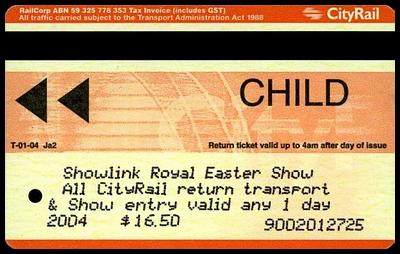 RailCorp ABN 59 325 778 353 Tax Invoice (includes GST)
All traffic carried subject to the Transport Administration Act 1988
CityRail
CHILD
T-01-04 Ja2
Return ticket valid up to 4am after day of issue
Showlink Royal Easter Show
All CityRail return transport
& Show entry valid any 1 day
2004 $16.50
9002012725